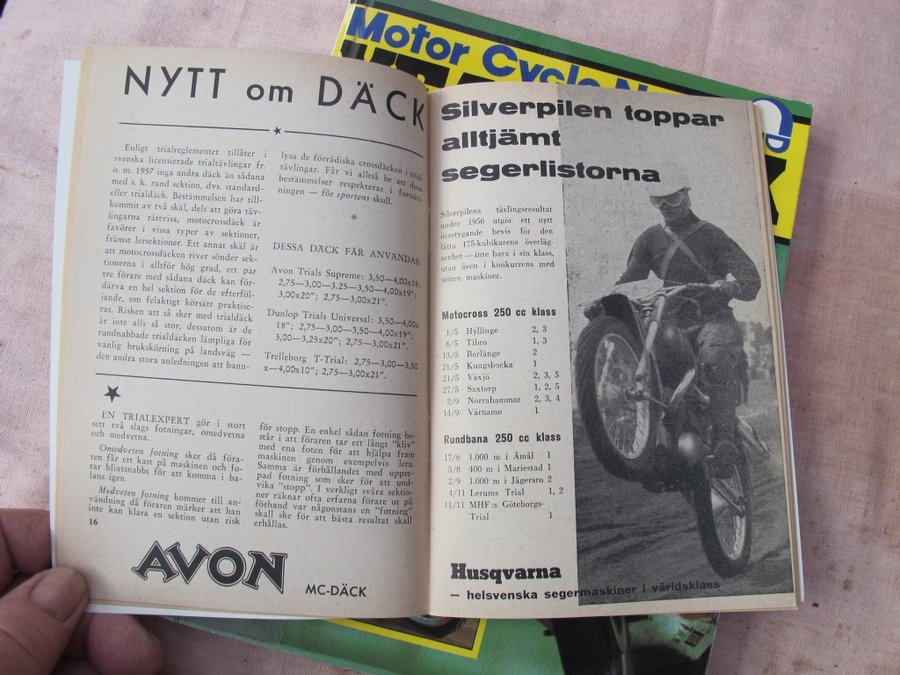 Motor Cycle N
NYTT om DÄCK
Enligt trialreglementet tillåter i
svenska licensierade trialtävlingar fr.
o. m. 1957 inga andra däck än sådana
med s. k. rund sektion, dvs. standard-
eller trialdäck. Bestämmelsen har till-
kommit av två skäl, dels att göra täv-
lingarna rättvisa, motocrossdäck är
favörer i vissa typer av sektioner,
främst lersektioner. Ett annat skäl är
att motocrossdäcken river sönder sek-
tionerna i alltför hög grad, ett par
tre förare med sådana däck kan för-
därva en hel sektion för de efterföl-
jande, om felaktigt körsätt praktise-
ras. Risken att så sker med trialdäck
är inte alls så stor, dessutom är de
rundnabbade trialdäcken lämpliga för
vanlig brukskörning på landsväg —
den andra stora anledningen att bann-
lysa de förrädiska crossdäcken i trial-
tävlingar. Får vi alltså be att dessa
bestämmelser respekteras i fortsätt-
ningen — för sportens skull.
*
DESSA DÄCK FÅR ANVÄNDAS:
Avon Trials Supreme: 3,50—4,00x18";
2,75—3,00—3.25—3,50—4,00x19";
3,00x20"; 2,75—3,00x21".
Dunlop Trials Universal: 3,50—4,00x
18"; 2,75—3,00—3,50—4,00x19";
3,00—3,25x20"; 2,75—3,00x21".
Trelleborg T-Trial: 2,75—3,00—3,50
x—4,00x10"; 2,75—3,00x21".
EN TRIALEXPERT gör i stort
sett två slags fotningar, omedvetna
och medvetna.
Omedveten fotning sker då föra-
ren får ett kast på maskinen och fo-
tar blixtsnabbt för att komma i ba-
lans igen.
Medveten fotning kommer till an-
vändning då föraren märker att han
inte kan klara en sektion utan risk
för stopp. En enkel sådan fotning be-
står i att föraren tar ett långt "kliv"
med ena foten för att hjälpa fram
maskinen genom exempelvis lera.
Samma är förhållandet med uppre-
pad fotning som sker för att und-
vika "stopp". I verkligt svåra sektio-
ner räknar ofta erfarna förare ut på
förhand var någonstans en "fotning"
skall ske för att bästa resultat skall
erhållas.
16
AVON
MC-DÄCK
Silverpilen toppar
alltjämt
segerlistorna
Silverpilens tävlingsresultat
under 1956 utgör ett nytt
övertygande bevis för den
lätta 175-kubikarens överläg-
senhet — inte bara i sin klass,
utan även i konkurrens med
större maskiner.
Motocross 250 cc klass
1/5 Hyllinge 2, 3
6/5 Tibro 1, 3
13/5 Borlänge 2
21/5 Kungsbacka 1
21/5 Växjö 2, 3, 5
27/5 Saxtorp 1, 2, 5
2/9 Norrahammar 2, 3, 4
14/9 Värnamo 1
Rundbana 250 cc klass
17/6 1.000 m i Åmål 1
5/8 400 m i Mariestad 1
2/9 1.000 m i Jägersro 2
4/11 Lerums Trial 1, 2
11/11 MHF:s Göteborgs-
Trial 1
Husqvarna
— helsvenska segermaskiner i världsklass